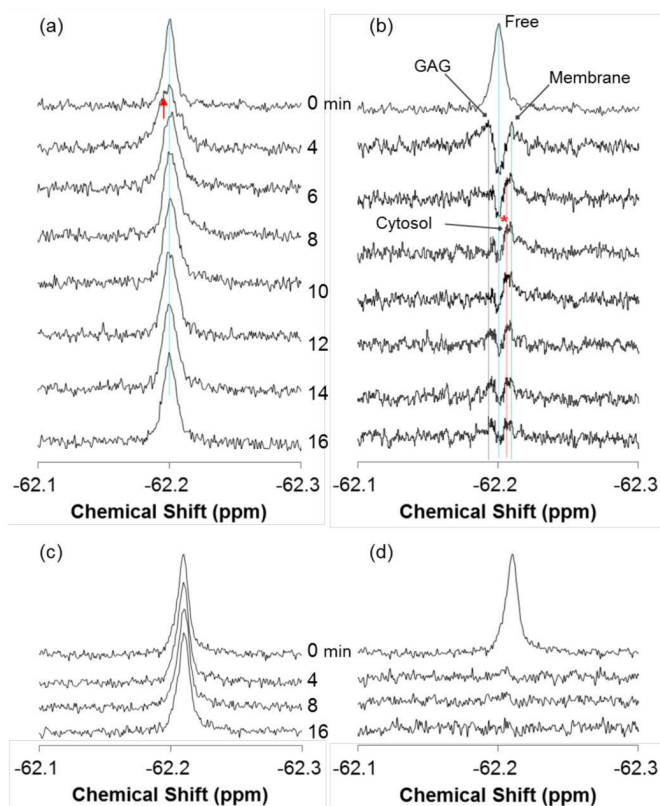 (a)
0 min
4
6
8
10
12
14
16
-62.1 -62.2 -62.3
Chemical Shift (ppm)
(b)
Free
GAG
Membrane
*
Cytosol
-62.1 -62.2 -62.3
Chemical Shift (ppm)
(c)
0 min
4
8
16
-62.1 -62.2 -62.3
Chemical Shift (ppm)
(d)
-62.1 -62.2 -62.3
Chemical Shift (ppm)